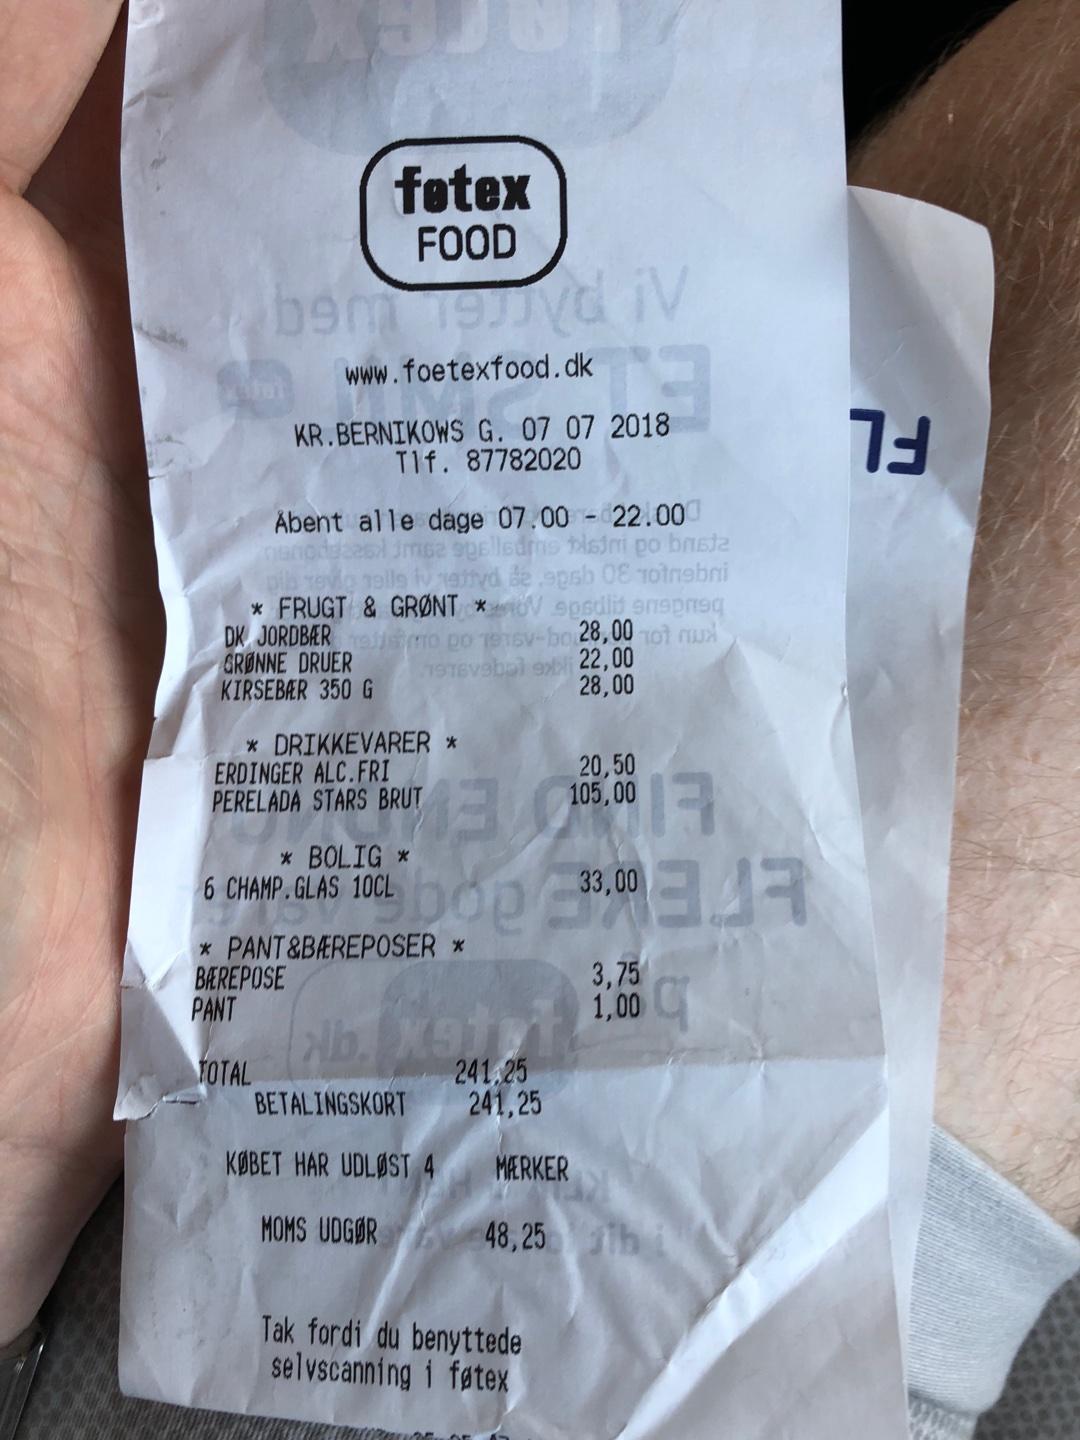 føtex
FOOD
www.foetexfood.dk
KR.BERNIKOWS G. 07 07 2018
Tlf. 87782020
Åbent alle dage 07.00 - 22.00
* FRUGT & GRØNT *
DK JORDBÆR 28,00
GRØNNE DRUER 22,00
KIRSEBÆR 350 G 28,00
* DRIKKEVARER *
ERDINGER ALC.FRI 20,50
PERELADA STARS BRUT 105,00
* BOLIG *
6 CHAMP.GLAS 10CL 33,00
* PANT&BÆREPOSER *
BÆREPOSE 3,75
PANT 1,00
TOTAL 241,25
BETALINGSKORT 241,25
KØBET HAR UDLØST 4 MÆRKER
MOMS UDGØR 48,25
Tak fordi du benyttede
selvscanning i føtex
FL